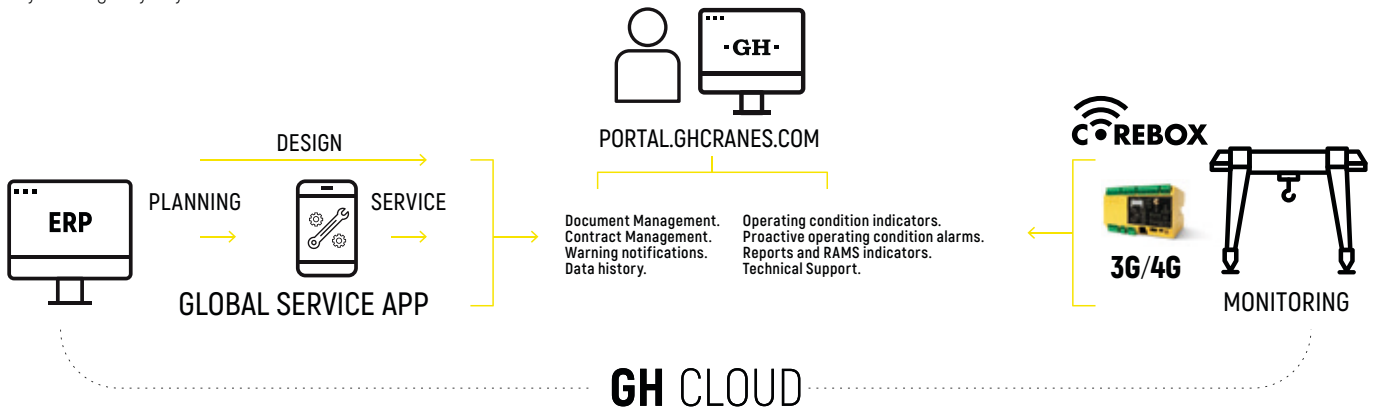 ·GH·
PORTAL.GHCRANES.COM
DESIGN
ERP
PLANNING
SERVICE
GLOBAL SERVICE APP
Document Management.
Contract Management.
Warning notifications.
Data history.
Operating condition indicators.
Proactive operating condition alarms.
Reports and RAMS indicators.
Technical Support.
COREBOX
3G/4G
MONITORING
GH CLOUD